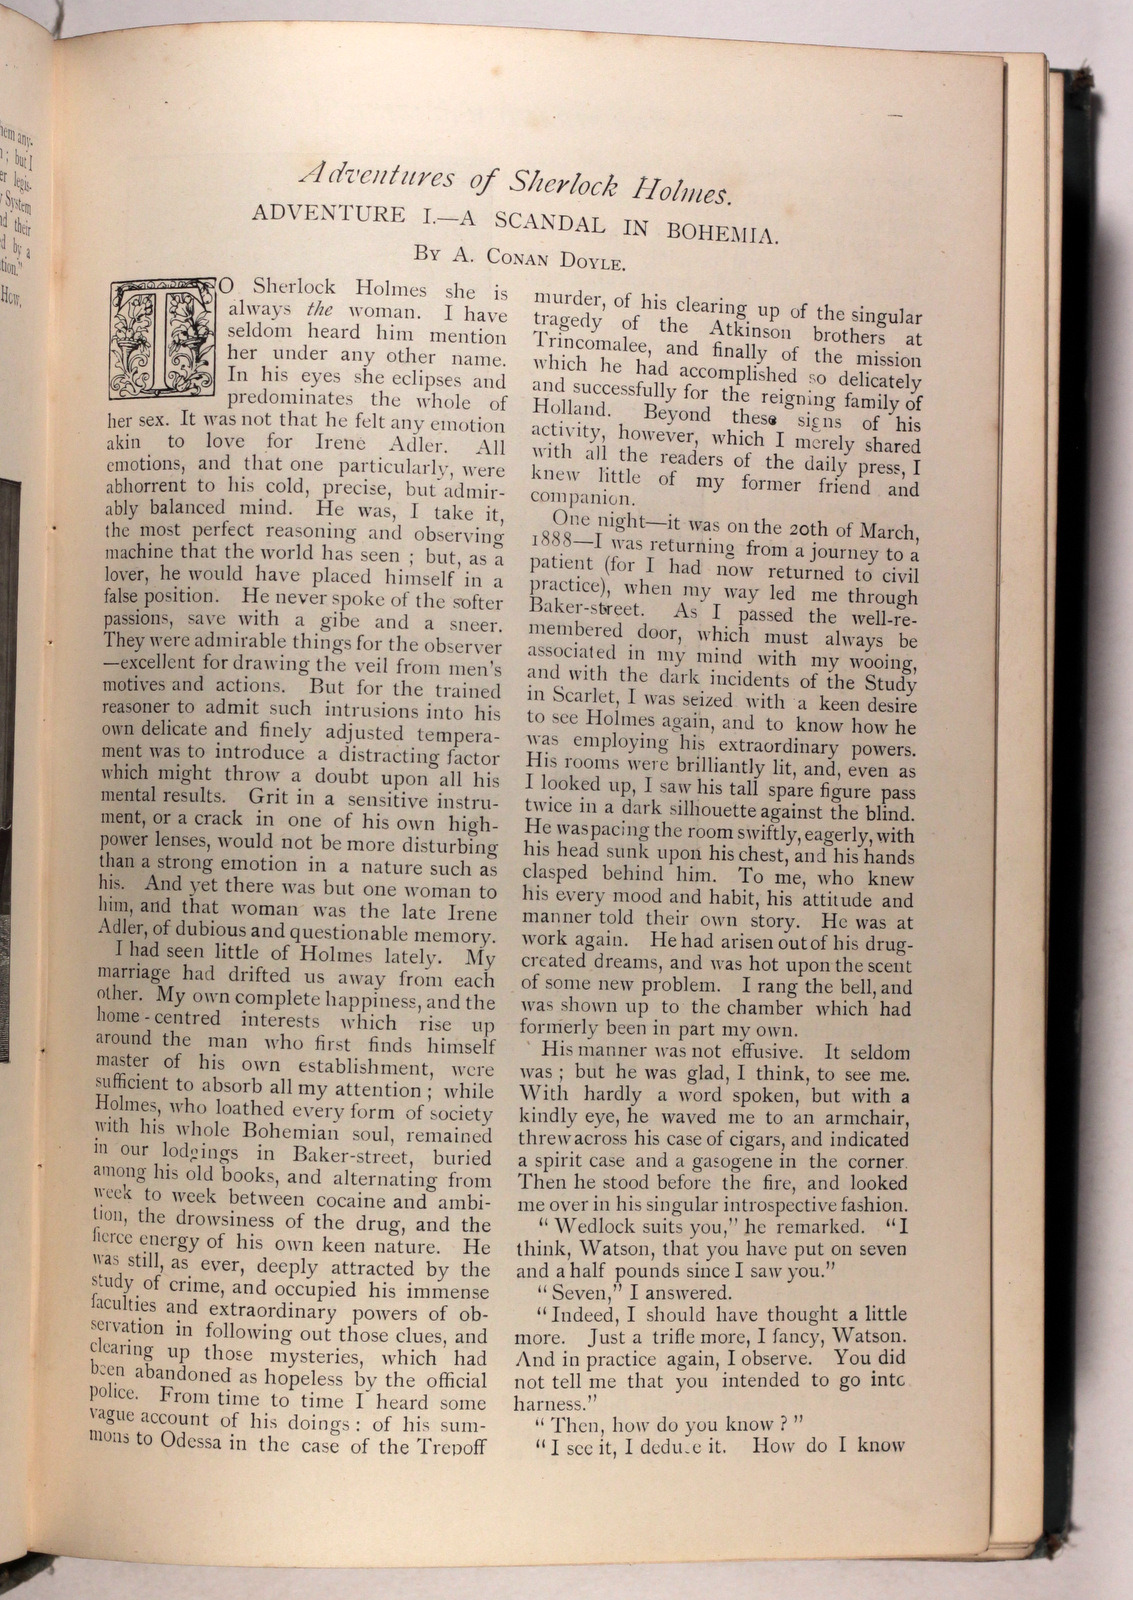 hem any-
; but I
er legis-
System
nd their
d by a
tion."
How,
Adventures of Sherlock Holmes.
ADVENTURE I.—A SCANDAL IN BOHEMIA.
By A. Conan Doyle.
TO Sherlock Holmes she is
always the woman. I have
seldom heard him mention
her under any other name.
In his eyes she eclipses and
predominates the whole of
her sex. It was not that he felt any emotion
akin to love for Irene Adler. All
emotions, and that one particularly, were
abhorrent to his cold, precise, but admir-
ably balanced mind. He was, I take it,
the most perfect reasoning and observing
machine that the world has seen ; but, as a
lover, he would have placed himself in a
false position. He never spoke of the softer
passions, save with a gibe and a sneer.
They were admirable things for the observer
—excellent for drawing the veil from men's
motives and actions. But for the trained
reasoner to admit such intrusions into his
own delicate and finely adjusted tempera-
ment was to introduce a distracting factor
which might throw a doubt upon all his
mental results. Grit in a sensitive instru-
ment, or a crack in one of his own high-
power lenses, would not be more disturbing
than a strong emotion in a nature such as
his. And yet there was but one woman to
him, and that woman was the late Irene
Adler, of dubious and questionable memory.
I had seen little of Holmes lately. My
marriage had drifted us away from each
other. My own complete happiness, and the
home-centred interests which rise up
around the man who first finds himself
master of his own establishment, were
sufficient to absorb all my attention ; while
Holmes, who loathed every form of society
with his whole Bohemian soul, remained
in our lodgings in Baker-street, buried
among his old books, and alternating from
week to week between cocaine and ambi-
tion, the drowsiness of the drug, and the
fierce energy of his own keen nature. He
was still, as ever, deeply attracted by the
study of crime, and occupied his immense
faculties and extraordinary powers of ob-
servation in following out those clues, and
clearing up those mysteries, which had
been abandoned as hopeless by the official
police. From time to time I heard some
vague account of his doings : of his sum-
mons to Odessa in the case of the Trepoff
murder, of his clearing up of the singular
tragedy of the Atkinson brothers at
Trincomalee, and finally of the mission
which he had accomplished so delicately
and successfully for the reigning family of
Holland. Beyond these signs of his
activity, however, which I merely shared
with all the readers of the daily press, I
knew little of my former friend and
companion.
One night—it was on the 20th of March,
1888—I was returning from a journey to a
patient (for I had now returned to civil
practice), when my way led me through
Baker-street. As I passed the well-re-
membered door, which must always be
associated in my mind with my wooing,
and with the dark incidents of the Study
in Scarlet, I was seized with a keen desire
to see Holmes again, and to know how he
was employing his extraordinary powers.
His rooms were brilliantly lit, and, even as
I looked up, I saw his tall spare figure pass
twice in a dark silhouette against the blind.
He was pacing the room swiftly, eagerly, with
his head sunk upon his chest, and his hands
clasped behind him. To me, who knew
his every mood and habit, his attitude and
manner told their own story. He was at
work again. He had arisen out of his drug-
created dreams, and was hot upon the scent
of some new problem. I rang the bell, and
was shown up to the chamber which had
formerly been in part my own.
His manner was not effusive. It seldom
was ; but he was glad, I think, to see me.
With hardly a word spoken, but with a
kindly eye, he waved me to an armchair,
threw across his case of cigars, and indicated
a spirit case and a gasogene in the corner.
Then he stood before the fire, and looked
me over in his singular introspective fashion.
"Wedlock suits you," he remarked. "I
think, Watson, that you have put on seven
and a half pounds since I saw you."
"Seven," I answered.
"Indeed, I should have thought a little
more. Just a trifle more, I fancy, Watson.
And in practice again, I observe. You did
not tell me that you intended to go into
harness."
"Then, how do you know ?"
"I see it, I deduce it. How do I know